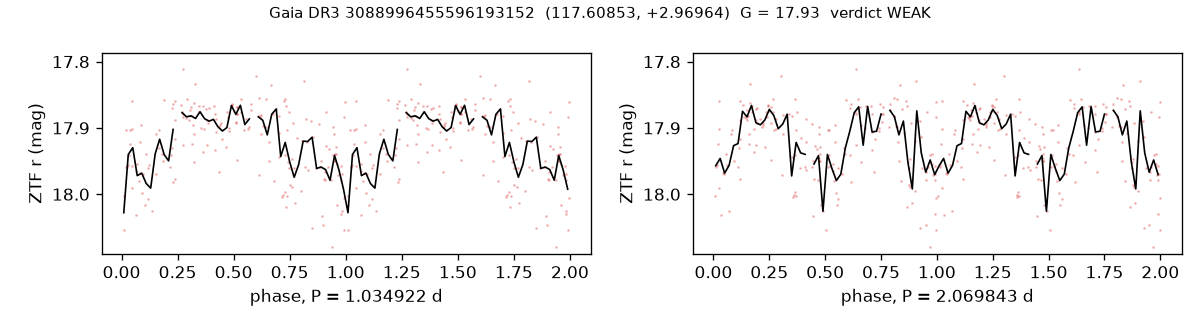 Gaia DR3 3088996455596193152 (117.60853, +2.96964) G = 17.93 verdict WEAK
ZTF r (mag)
17.8
17.9
18.0
0.00 0.25 0.50 0.75 1.00 1.25 1.50 1.75 2.00
phase, P = 1.034922 d
ZTF r (mag)
17.8
17.9
18.0
0.00 0.25 0.50 0.75 1.00 1.25 1.50 1.75 2.00
phase, P = 2.069843 d